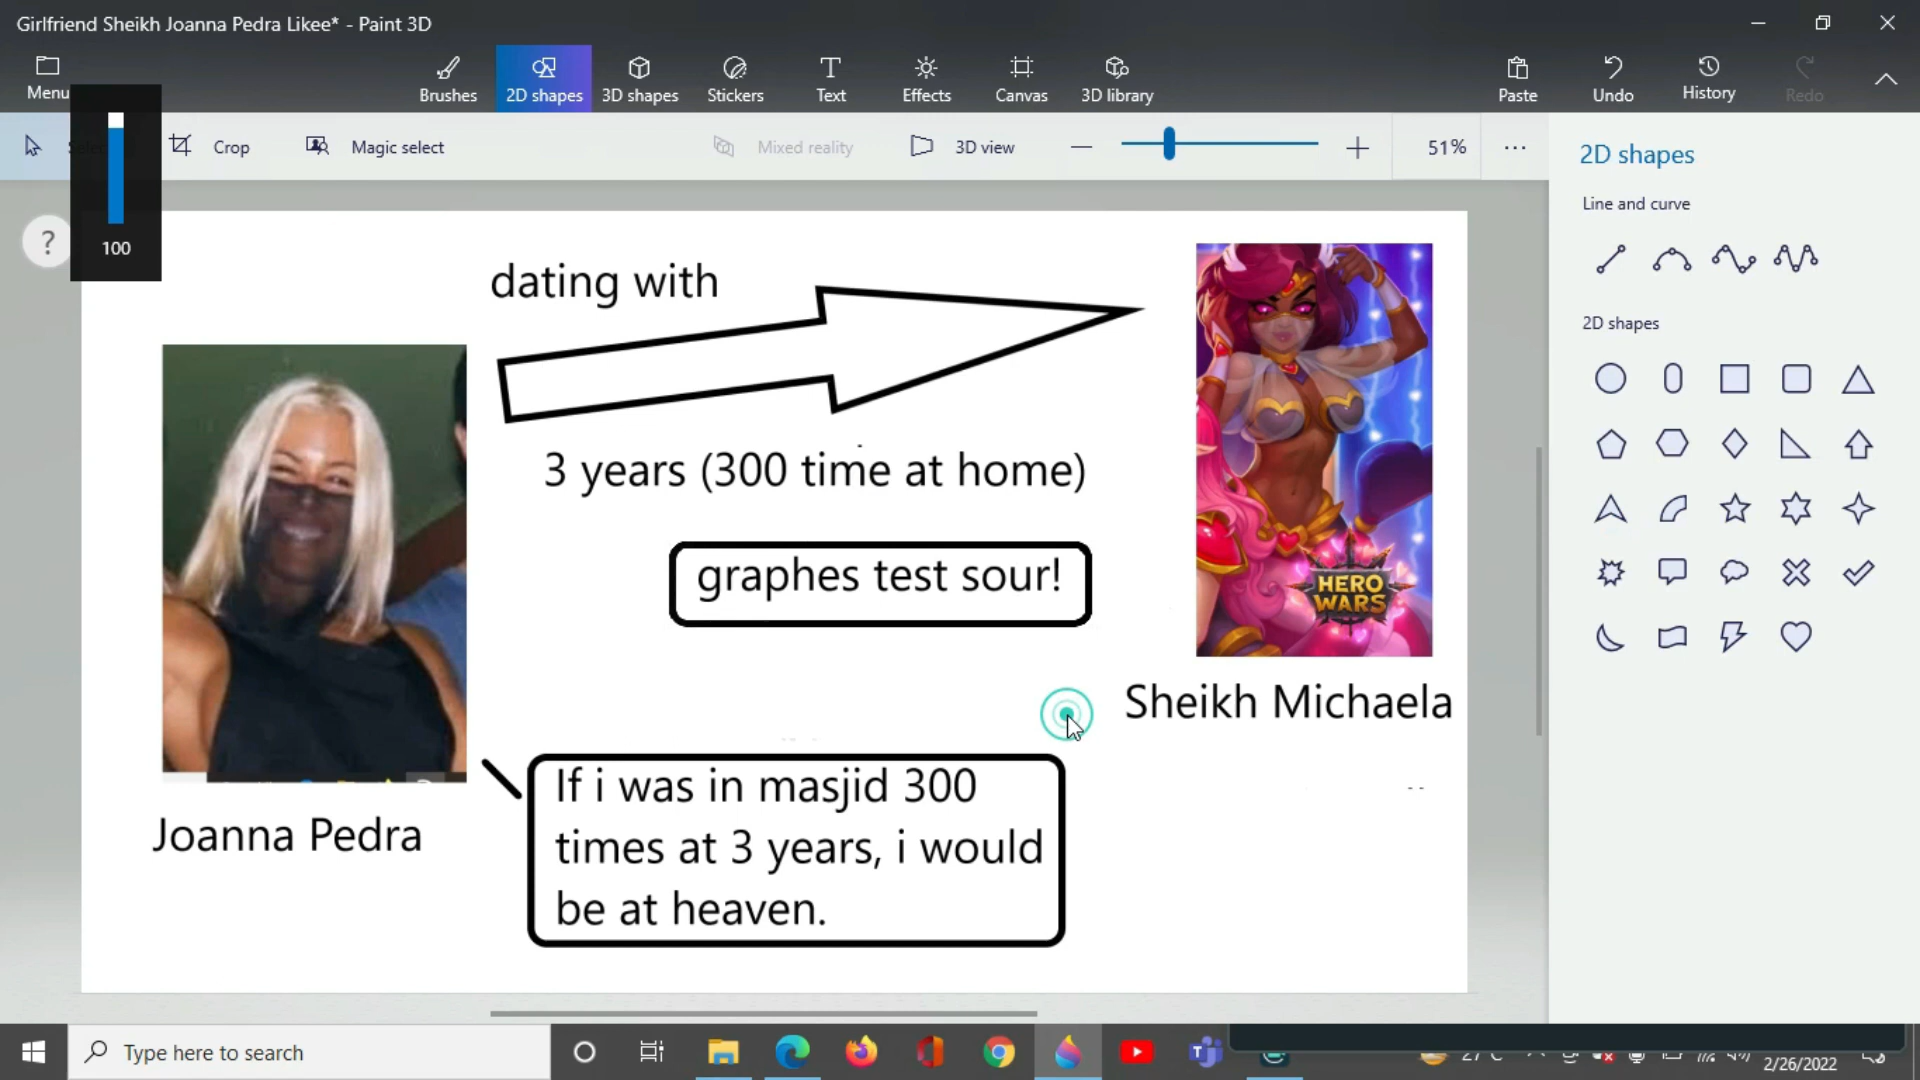 Girlfriend Sheikh Joanna Pedra Likee* - Paint 3D
Menu
Brushes
2D shapes
3D shapes
Stickers
Text
Effects
Canvas
3D library
Paste
Undo
History
Redo
Crop
Magic select
Mixed reality
3D view
51%
100
?
2D shapes
Line and curve
2D shapes
dating with
3 years (300 time at home)
graphes test sour!
HERO
WARS
Sheikh Michaela
Joanna Pedra
If i was in masjid 300
times at 3 years, i would
be at heaven.
Type here to search
27°C
2/26/2022